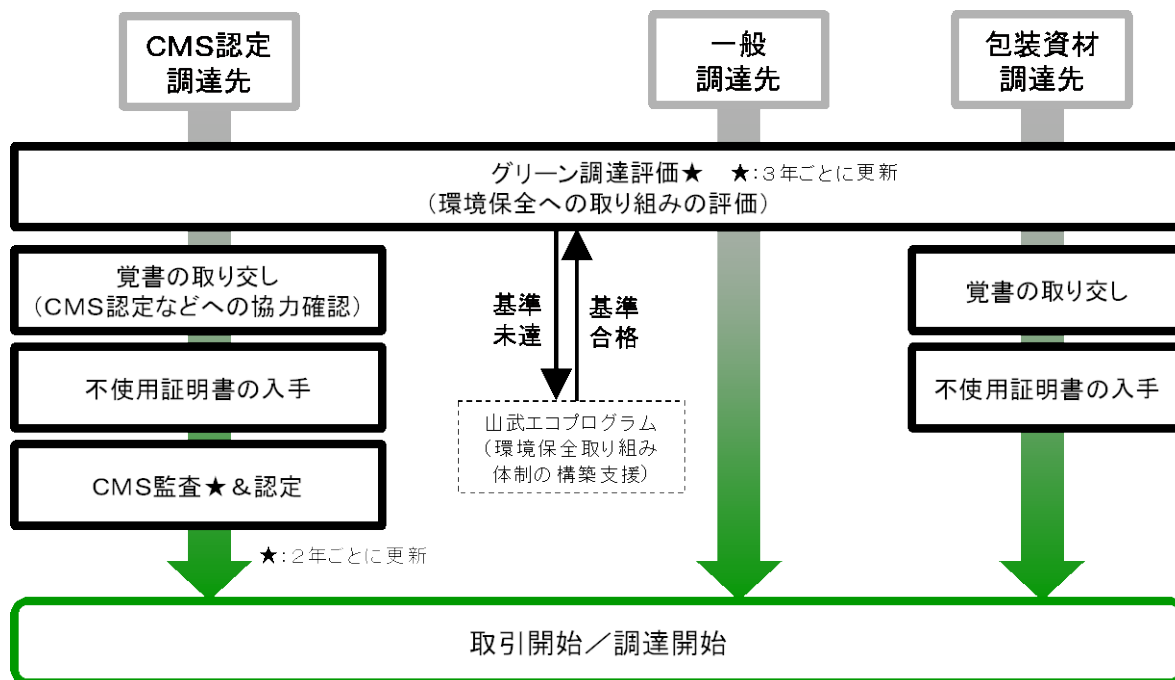 CMS認定
調達先
一般
調達先
包装資材
調達先
グリーン調達評価★ ★：3年ごとに更新
（環境保全への取り組みの評価）
覚書の取り交し
（CMS認定などへの協力確認）
不使用証明書の入手
CMS監査★＆認定
★：2年ごとに更新
基準
未達
基準
合格
山武エコプログラム
（環境保全取り組み
体制の構築支援）
覚書の取り交し
不使用証明書の入手
取引開始／調達開始